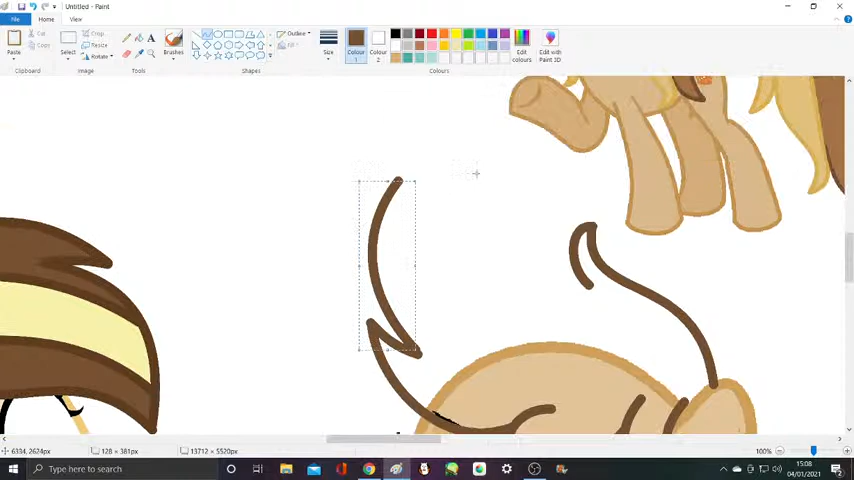 Untitled - Paint
File
Home
View
Paste
Cut
Copy
Clipboard
Select
Crop
Resize
Rotate
Image
A
Tools
Brushes
Outline
Fill
Shapes
Size
Colour
1
Colour
2
Edit
colours
Edit with
Paint 3D
Colours
6334, 2624px
128 × 381px
13712 × 5520px
100%
Type here to search
15:08
04/01/2021